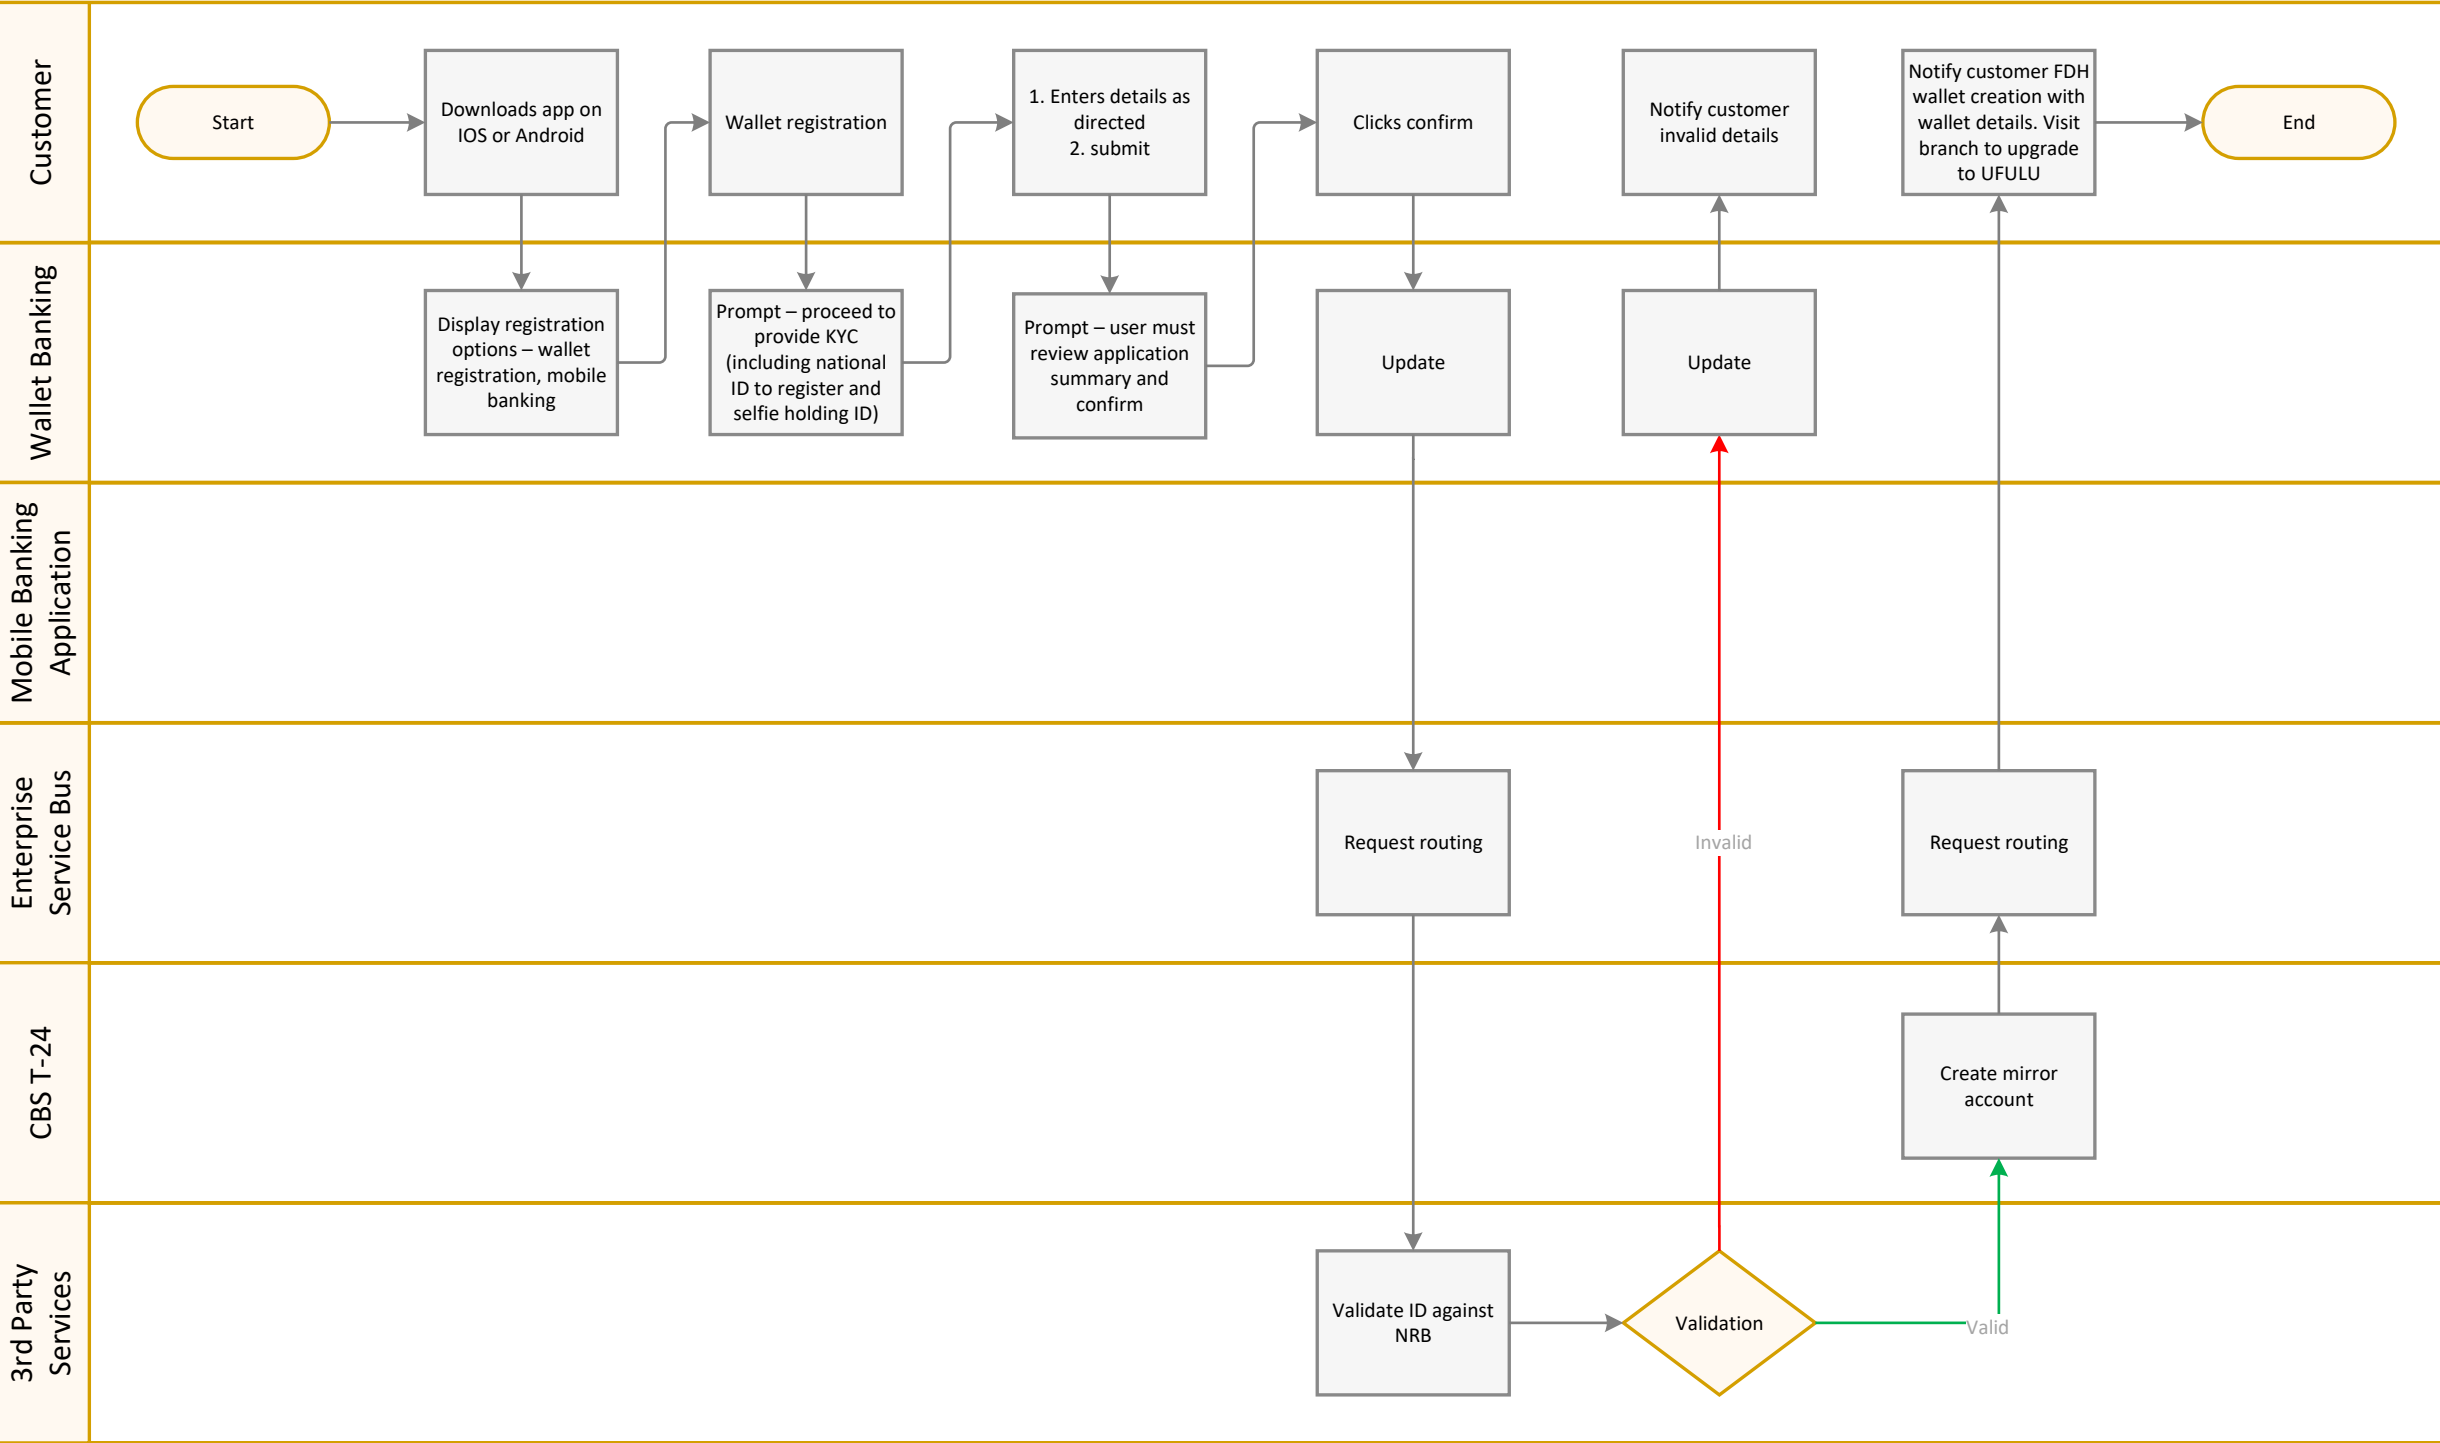 Customer
Start
Downloads app on
IOS or Android
Wallet registration
1. Enters details as
directed
2. submit
Clicks confirm
Notify customer
invalid details
Notify customer FDH
wallet creation with
wallet details. Visit
branch to upgrade
to UFULU
End
Wallet Banking
Display registration
options – wallet
registration, mobile
banking
Prompt – proceed to
provide KYC
(including national
ID to register and
selfie holding ID)
Prompt – user must
review application
summary and
confirm
Update
Update
Mobile Banking
Application
Enterprise
Service Bus
Request routing
Invalid
Request routing
CBS T-24
Create mirror
account
3rd Party
Services
Validate ID against
NRB
Validation
Valid